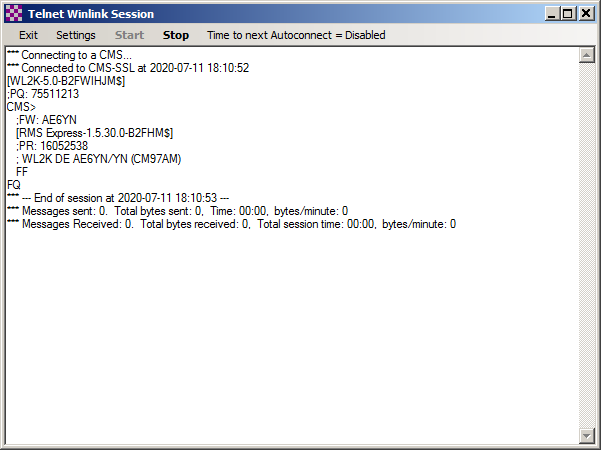 Telnet Winlink Session
Exit Settings Start Stop Time to next Autoconnect = Disabled
*** Connecting to a CMS...
*** Connected to CMS-SSL at 2020-07-11 18:10:52
[WL2K-5.0-B2FWIHJM$]
;PQ: 75511213
CMS>
;FW: AE6YN
[RMS Express-1.5.30.0-B2FHM$]
;PR: 16052538
; WL2K DE AE6YN/YN (CM97AM)
FF
FQ
*** --- End of session at 2020-07-11 18:10:53 ---
*** Messages sent: 0. Total bytes sent: 0, Time: 00:00, bytes/minute: 0
*** Messages Received: 0. Total bytes received: 0, Total session time: 00:00, bytes/minute: 0